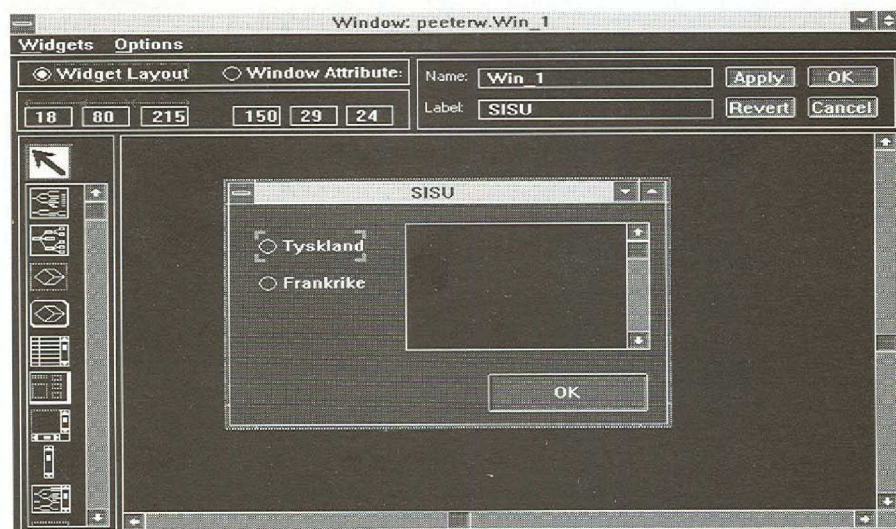 Window: peeterw.Win_1
Widgets Options
Widget Layout Window Attribute:
Name: Win_1 Apply OK
18 80 215 150 29 24
Label: SISU Revert Cancel
SISU
Tyskland
Frankrike
OK